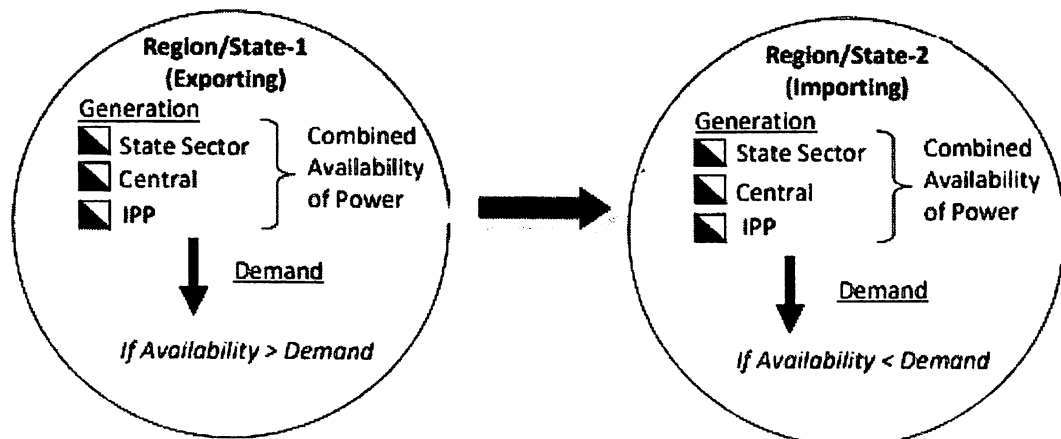 Region/State-1
(Exporting)
Generation
State Sector
Central
IPP
Combined
Availability
of Power
Demand
If Availability > Demand
Region/State-2
(Importing)
Generation
State Sector
Central
IPP
Combined
Availability
of Power
Demand
If Availability < Demand